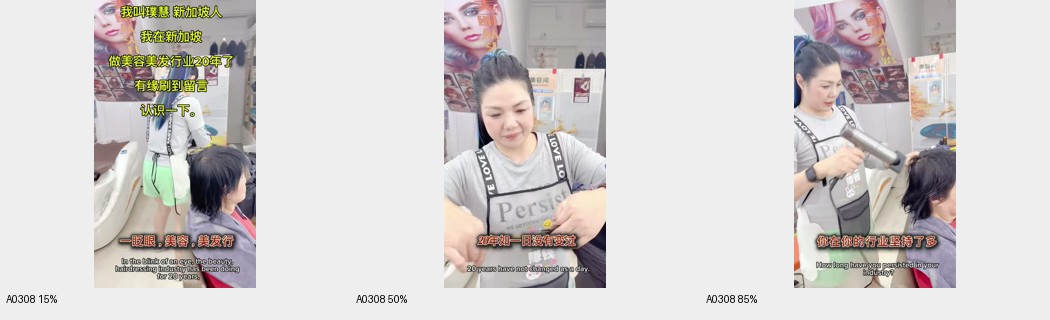 我叫璞慧 新加坡人
我在新加坡
做美容美发行业20年了
有缘刷到留言
认识一下。
一眨眼，美容，美发行
In the blink of an eye, the beauty,
hairdressing industry has been doing
for 20 years,
A0308 15%
VE LOVE
LOVE LO
Persist
20年如一日没有变过
20 years have not changed as a day.
A0308 50%
你在你的行业坚持了多
How long have you persisted in your
industry?
A0308 85%